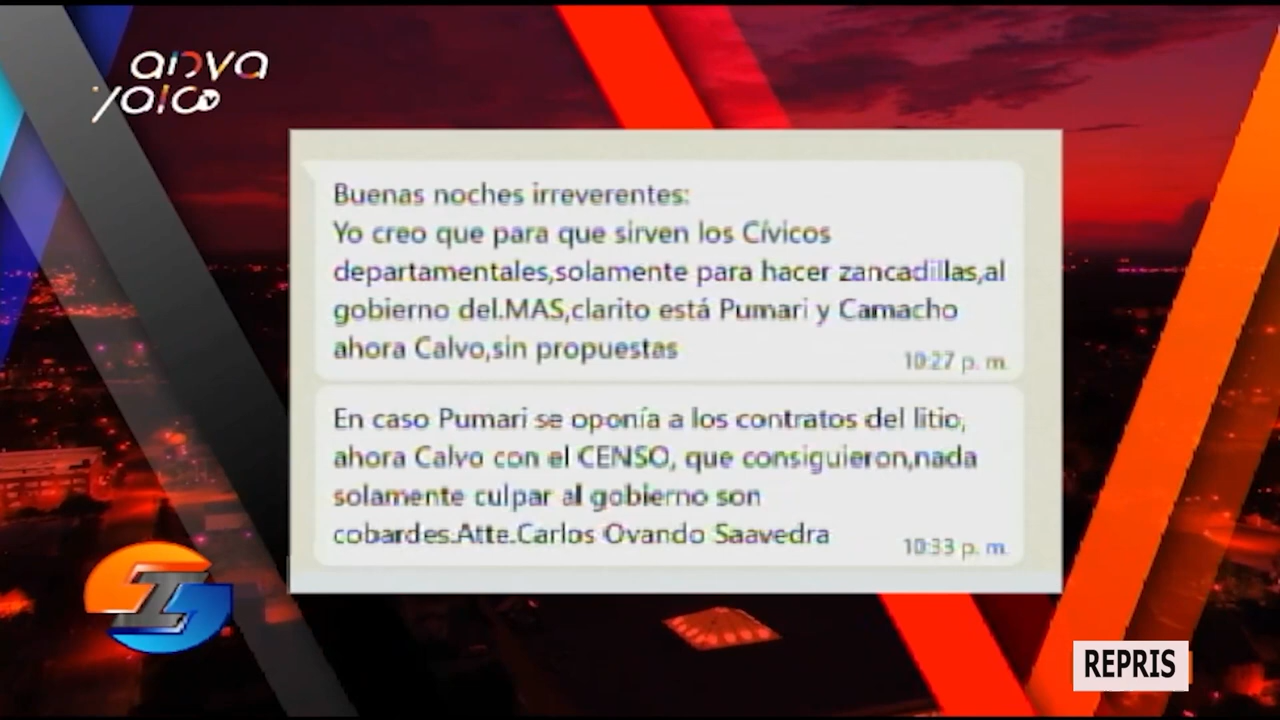 abya
yala tv
Buenas noches irreverentes:
Yo creo que para que sirven los Cívicos
departamentales,solamente para hacer zancadillas,al
gobierno del.MAS,clarito está Pumari y Camacho
ahora Calvo,sin propuestas
10:27 p. m.
En caso Pumari se oponía a los contratos del litio,
ahora Calvo con el CENSO, que consiguieron,nada
solamente culpar al gobierno son
cobardes.Atte.Carlos Ovando Saavedra
10:33 p. m.
REPRIS